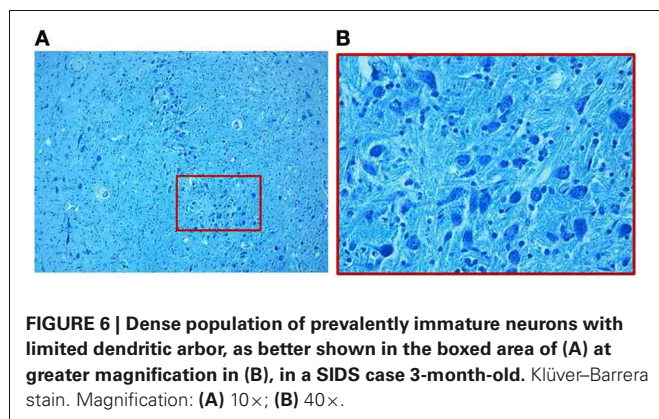 A B
FIGURE 6 | Dense population of prevalently immature neurons with
limited dendritic arbor, as better shown in the boxed area of (A) at
greater magnification in (B), in a SIDS case 3-month-old. Klüver–Barrera
stain. Magnification: (A) 10×; (B) 40×.